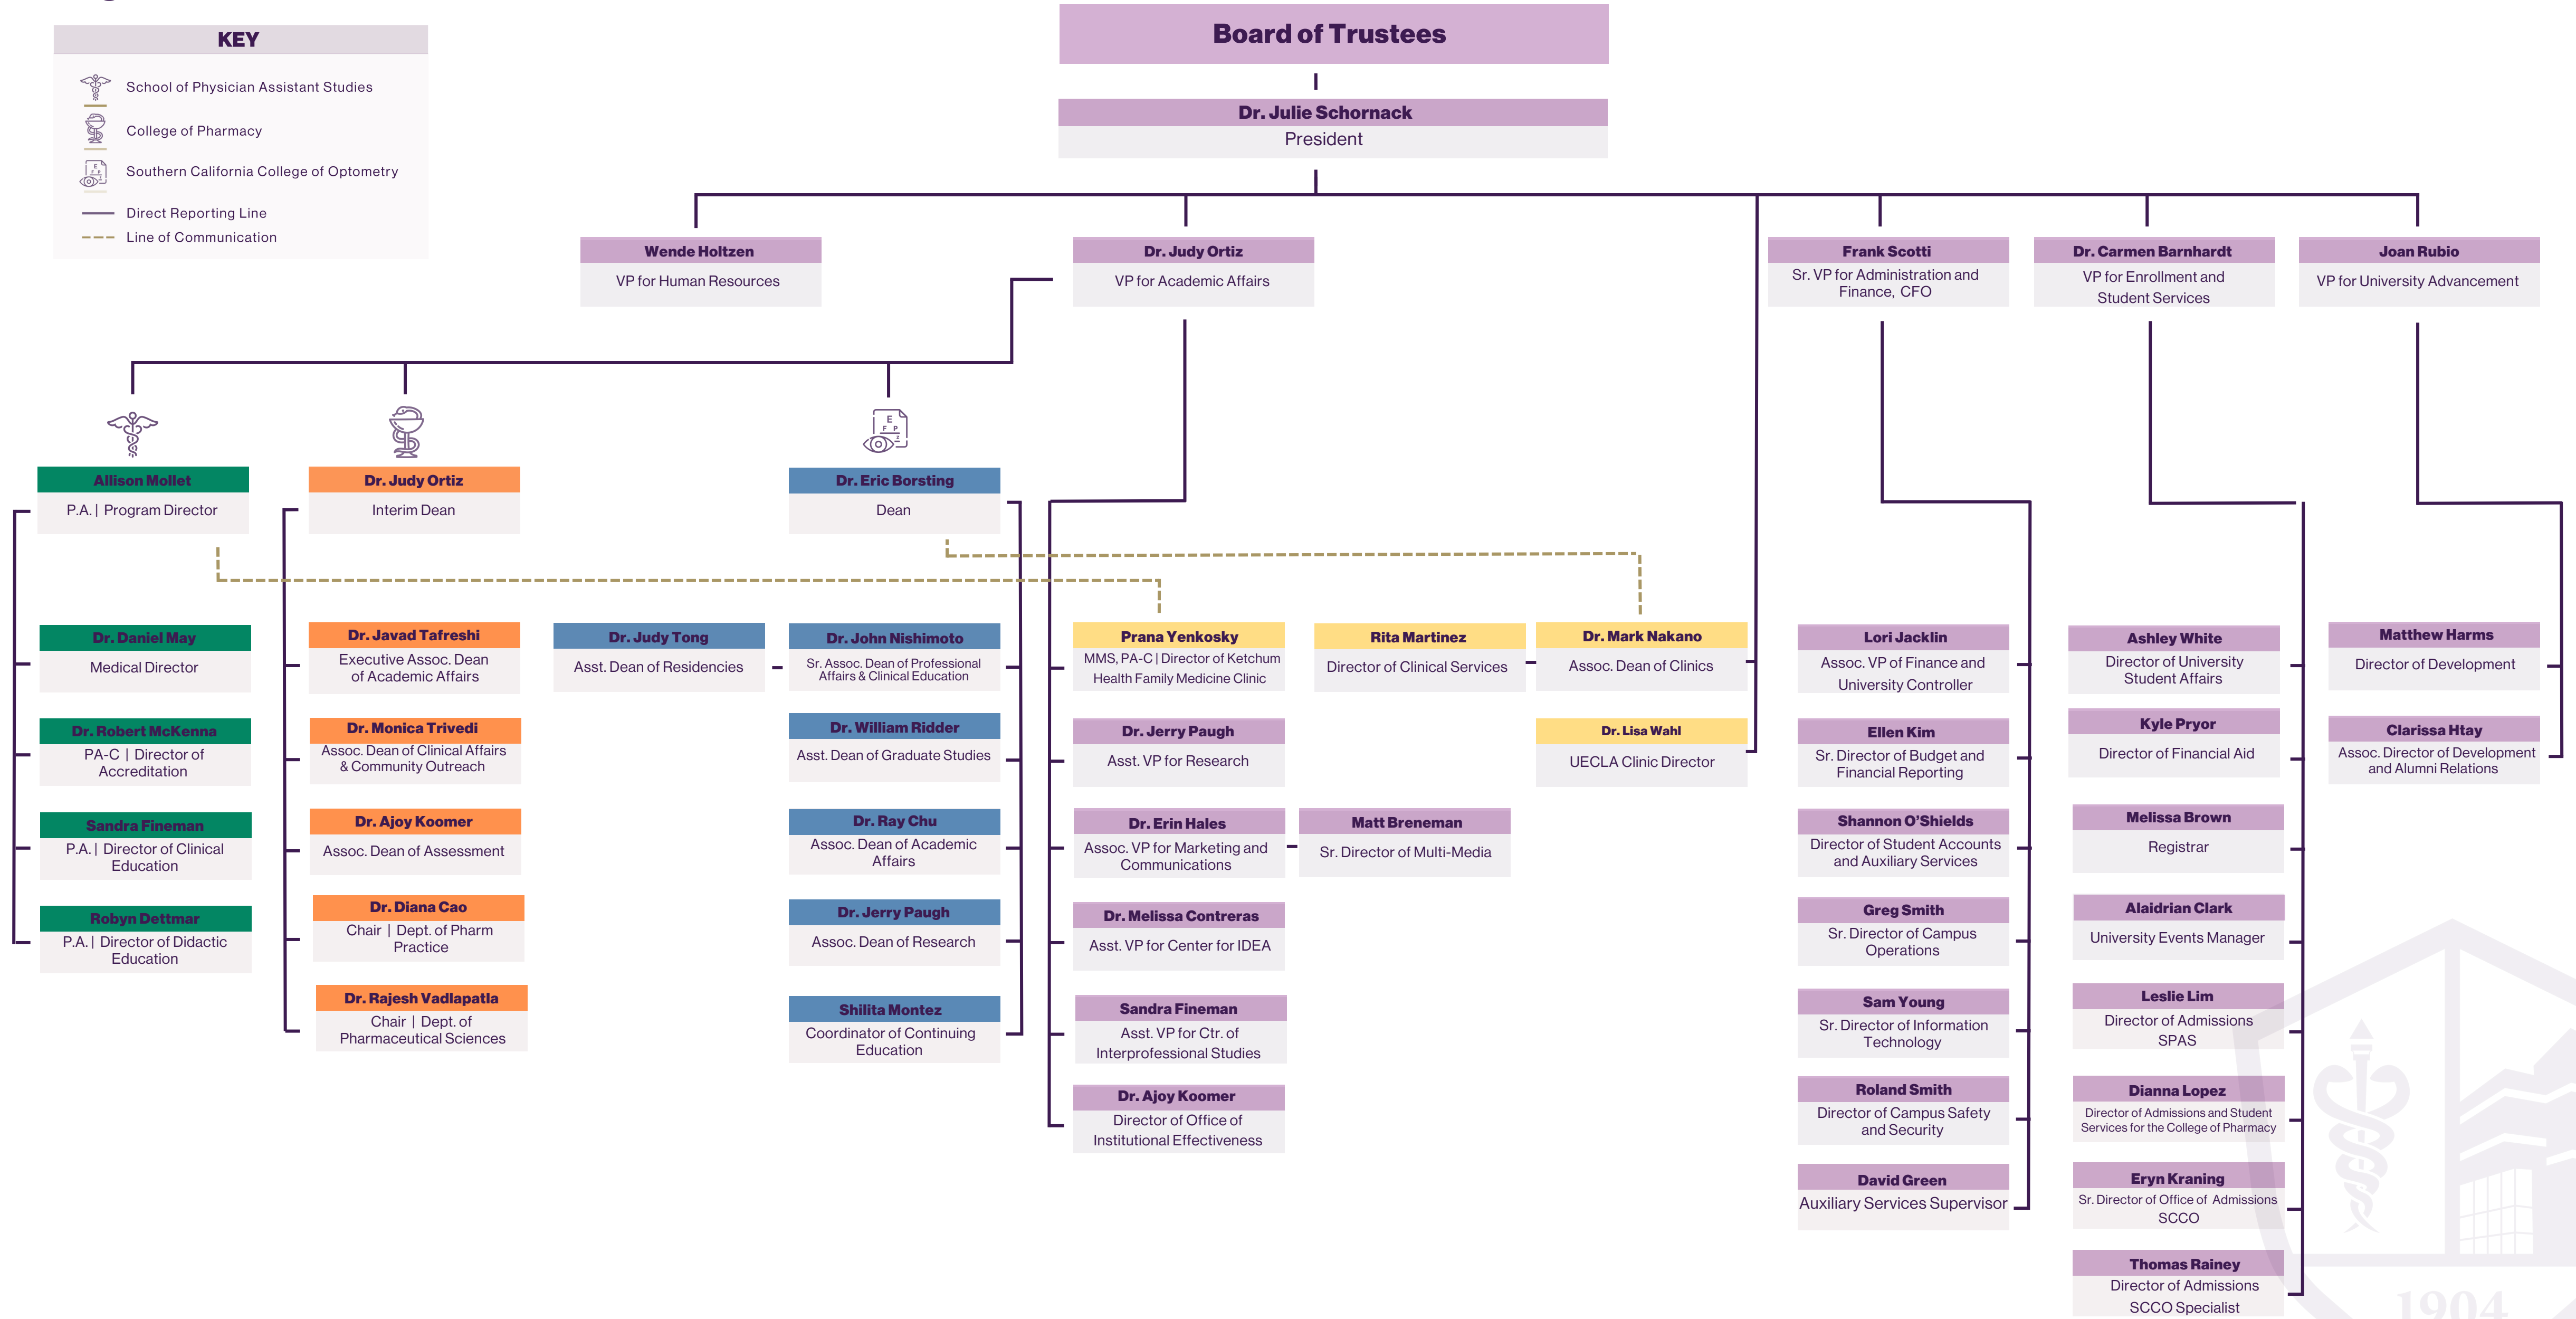 KEY
School of Physician Assistant Studies
College of Pharmacy
Southern California College of Optometry
Direct Reporting Line
Line of Communication
Board of Trustees
Dr. Julie Schornack
President
Wende Holtzen
VP for Human Resources
Dr. Judy Ortiz
VP for Academic Affairs
Frank Scotti
Sr. VP for Administration and
Finance, CFO
Dr. Carmen Barnhardt
VP for Enrollment and
Student Services
Joan Rubio
VP for University Advancement
Allison Mollet
P.A. | Program Director
Dr. Daniel May
Medical Director
Dr. Robert McKenna
PA-C | Director of
Accreditation
Sandra Fineman
P.A. | Director of Clinical
Education
Robyn Dettmar
P.A. | Director of Didactic
Education
Dr. Judy Ortiz
Interim Dean
Dr. Javad Tafreshi
Executive Assoc. Dean
of Academic Affairs
Dr. Monica Trivedi
Assoc. Dean of Clinical Affairs
& Community Outreach
Dr. Ajoy Koomer
Assoc. Dean of Assessment
Dr. Diana Cao
Chair | Dept. of Pharm
Practice
Dr. Rajesh Vadlapatla
Chair | Dept. of
Pharmaceutical Sciences
E
F P
Dr. Eric Borsting
Dean
Dr. Judy Tong
Asst. Dean of Residencies
Dr. John Nishimoto
Sr. Assoc. Dean of Professional
Affairs & Clinical Education
Dr. William Ridder
Asst. Dean of Graduate Studies
Dr. Ray Chu
Assoc. Dean of Academic
Affairs
Dr. Jerry Paugh
Assoc. Dean of Research
Shilita Montez
Coordinator of Continuing
Education
Prana Yenkosky
MMS, PA-C | Director of Ketchum
Health Family Medicine Clinic
Dr. Jerry Paugh
Asst. VP for Research
Dr. Erin Hales
Assoc. VP for Marketing and
Communications
Matt Breneman
Sr. Director of Multi-Media
Dr. Melissa Contreras
Asst. VP for Center for IDEA
Sandra Fineman
Asst. VP for Ctr. of
Interprofessional Studies
Dr. Ajoy Koomer
Director of Office of
Institutional Effectiveness
Rita Martinez
Director of Clinical Services
Dr. Mark Nakano
Assoc. Dean of Clinics
Dr. Lisa Wahl
UECLA Clinic Director
Lori Jacklin
Assoc. VP of Finance and
University Controller
Ellen Kim
Sr. Director of Budget and
Financial Reporting
Shannon O'Shields
Director of Student Accounts
and Auxiliary Services
Greg Smith
Sr. Director of Campus
Operations
Sam Young
Sr. Director of Information
Technology
Roland Smith
Director of Campus Safety
and Security
David Green
Auxiliary Services Supervisor
Ashley White
Director of University
Student Affairs
Kyle Pryor
Director of Financial Aid
Melissa Brown
Registrar
Alaidrian Clark
University Events Manager
Leslie Lim
Director of Admissions
SPAS
Dianna Lopez
Director of Admissions and Student
Services for the College of Pharmacy
Eryn Kraning
Sr. Director of Office of Admissions
SCCO
Thomas Rainey
Director of Admissions
SCCO Specialist
Matthew Harms
Director of Development
Clarissa Htay
Assoc. Director of Development
and Alumni Relations
1904